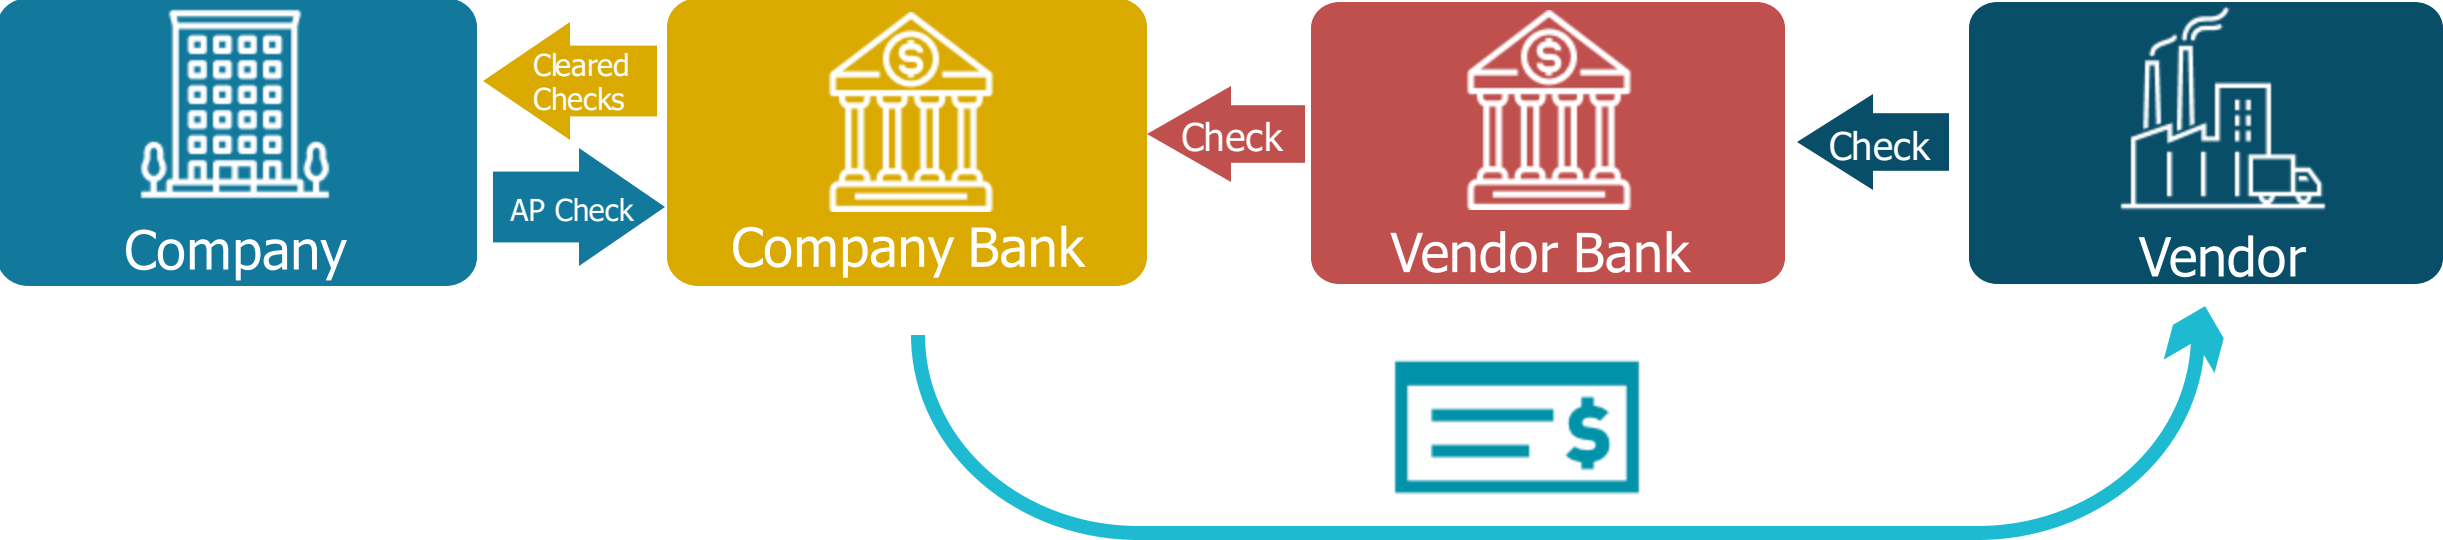 Cleared
Checks
AP Check
Company
$
Company Bank
Check
$
Vendor Bank
Check
Vendor
$